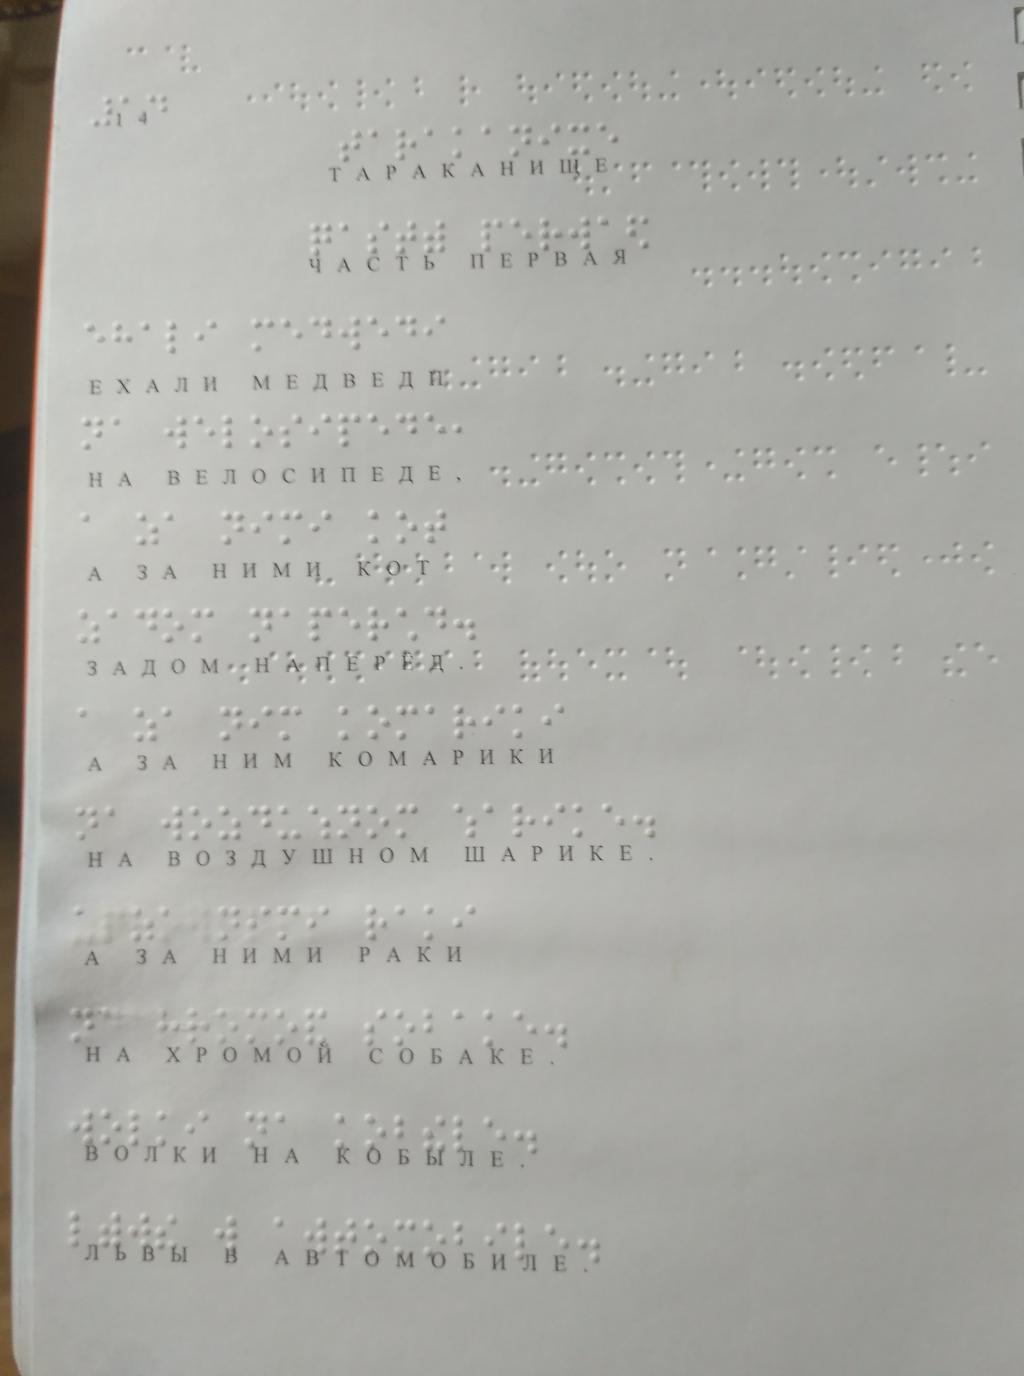 14
ТАРАКАНИЩЕ
ЧАСТЬ ПЕРВАЯ
ЕХАЛИ МЕДВЕДИ
НА ВЕЛОСИПЕДЕ,
А ЗА НИМИ КОТ
ЗАДОМ НАПЕРЕД.
А ЗА НИМ КОМАРИКИ
НА ВОЗДУШНОМ ШАРИКЕ.
А ЗА НИМИ РАКИ
НА ХРОМОЙ СОБАКЕ.
ВОЛКИ НА КОБЫЛЕ.
ЛЬВЫ В АВТОМОБИЛЕ.